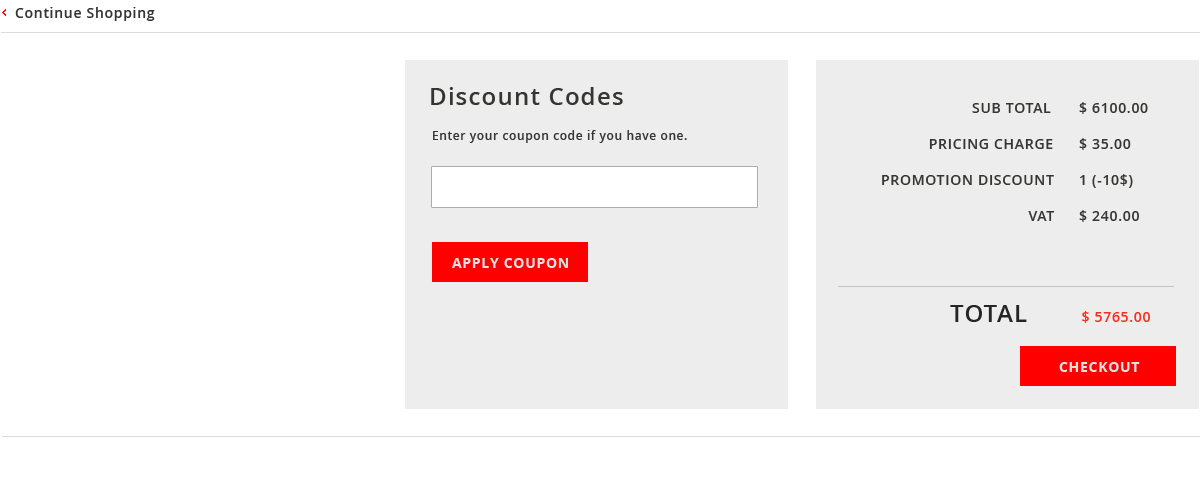 Continue Shopping
Discount Codes
Enter your coupon code if you have one.
APPLY COUPON
SUB TOTAL $ 6100.00
PRICING CHARGE $ 35.00
PROMOTION DISCOUNT 1 (-10$)
VAT $ 240.00
TOTAL $ 5765.00
CHECKOUT